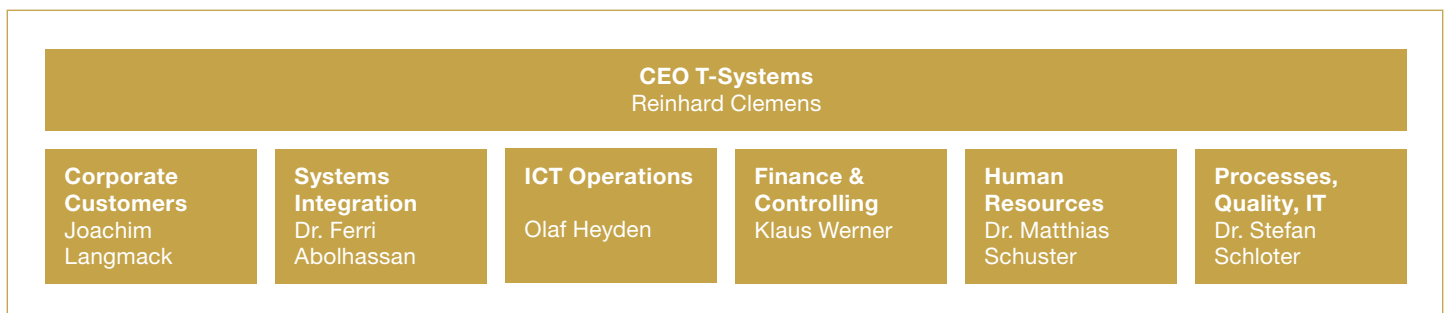 CEO T-Systems
Reinhard Clemens
Corporate
Customers
Joachim
Langmack
Systems
Integration
Dr. Ferri
Abolhassan
ICT Operations
Olaf Heyden
Finance &
Controlling
Klaus Werner
Human
Resources
Dr. Matthias
Schuster
Processes,
Quality, IT
Dr. Stefan
Schloter